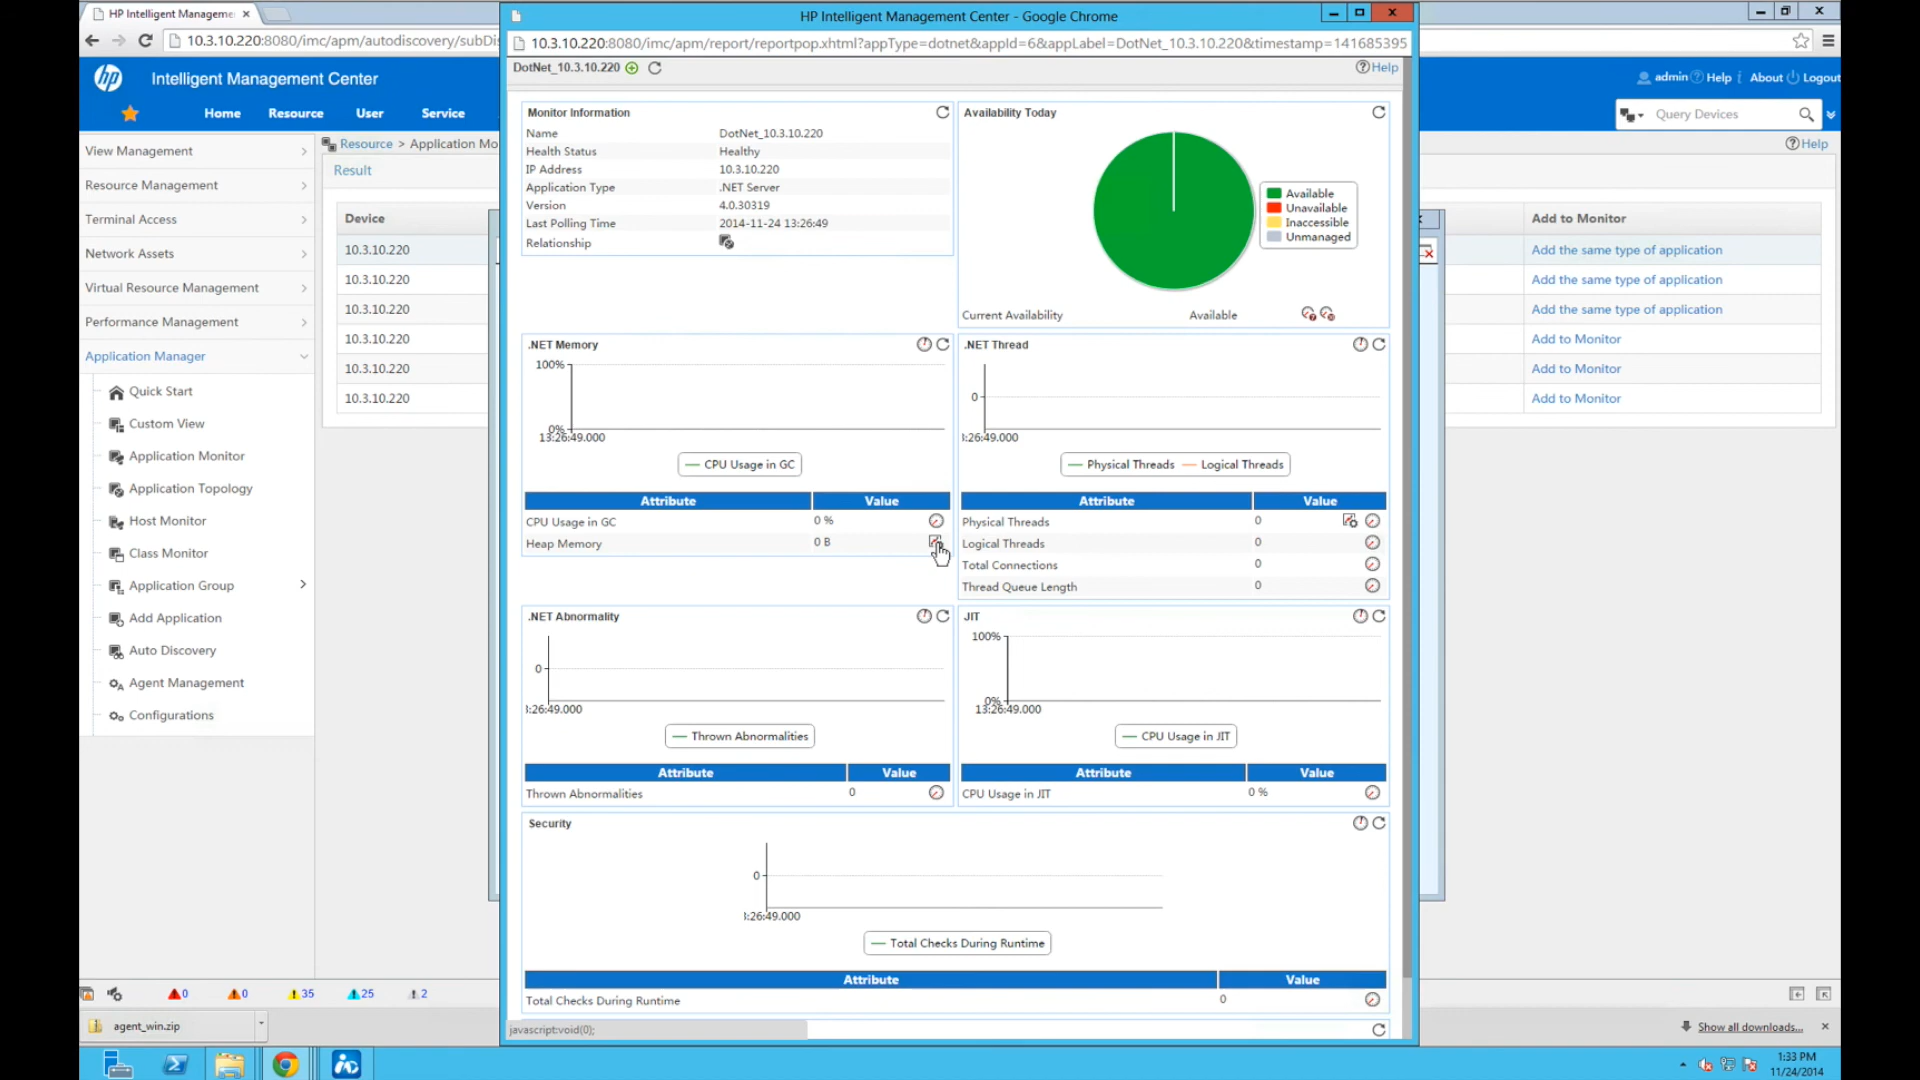 HP Intelligent Manageme
10.3.10.220:8080/imc/apm/autodiscovery/subDis
hp Intelligent Management Center
Home Resource User Service
admin Help About Logout
Query Devices
View Management
Resource Management
Terminal Access
Network Assets
Virtual Resource Management
Performance Management
Application Manager
Quick Start
Custom View
Application Monitor
Application Topology
Host Monitor
Class Monitor
Application Group
Add Application
Auto Discovery
Agent Management
Configurations
Resource > Application Mo
Help
Result
Device
10.3.10.220
10.3.10.220
10.3.10.220
10.3.10.220
10.3.10.220
10.3.10.220
Add to Monitor
Add the same type of application
Add the same type of application
Add the same type of application
Add to Monitor
Add to Monitor
Add to Monitor
HP Intelligent Management Center - Google Chrome
10.3.10.220:8080/imc/apm/report/reportpop.xhtml?appType=dotnet&appId=6&appLabel=DotNet_10.3.10.220&timestamp=141685395
DotNet_10.3.10.220
Help
Monitor Information
Name DotNet_10.3.10.220
Health Status Healthy
IP Address 10.3.10.220
Application Type .NET Server
Version 4.0.30319
Last Polling Time 2014-11-24 13:26:49
Relationship
Availability Today
Available
Unavailable
Inaccessible
Unmanaged
Current Availability Available
.NET Memory
100%
0%
13:26:49.000
CPU Usage in GC
Attribute Value
CPU Usage in GC 0 %
Heap Memory 0 B
.NET Thread
0
3:26:49.000
Physical Threads Logical Threads
Attribute Value
Physical Threads 0
Logical Threads 0
Total Connections 0
Thread Queue Length 0
.NET Abnormality
0
3:26:49.000
Thrown Abnormalities
Attribute Value
Thrown Abnormalities 0
JIT
100%
0%
13:26:49.000
CPU Usage in JIT
Attribute Value
CPU Usage in JIT 0 %
Security
0
3:26:49.000
Total Checks During Runtime
Attribute Value
Total Checks During Runtime 0
javascript:void(0);
0 0 35 25 2
agent_win.zip
Show all downloads...
1:33 PM
11/24/2014